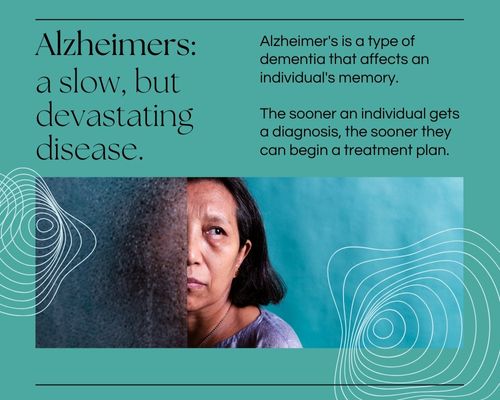 Alzheimers:
a slow, but
devastating
disease.
Alzheimer's is a type of
dementia that affects an
individual's memory.
The sooner an individual gets
a diagnosis, the sooner they
can begin a treatment plan.